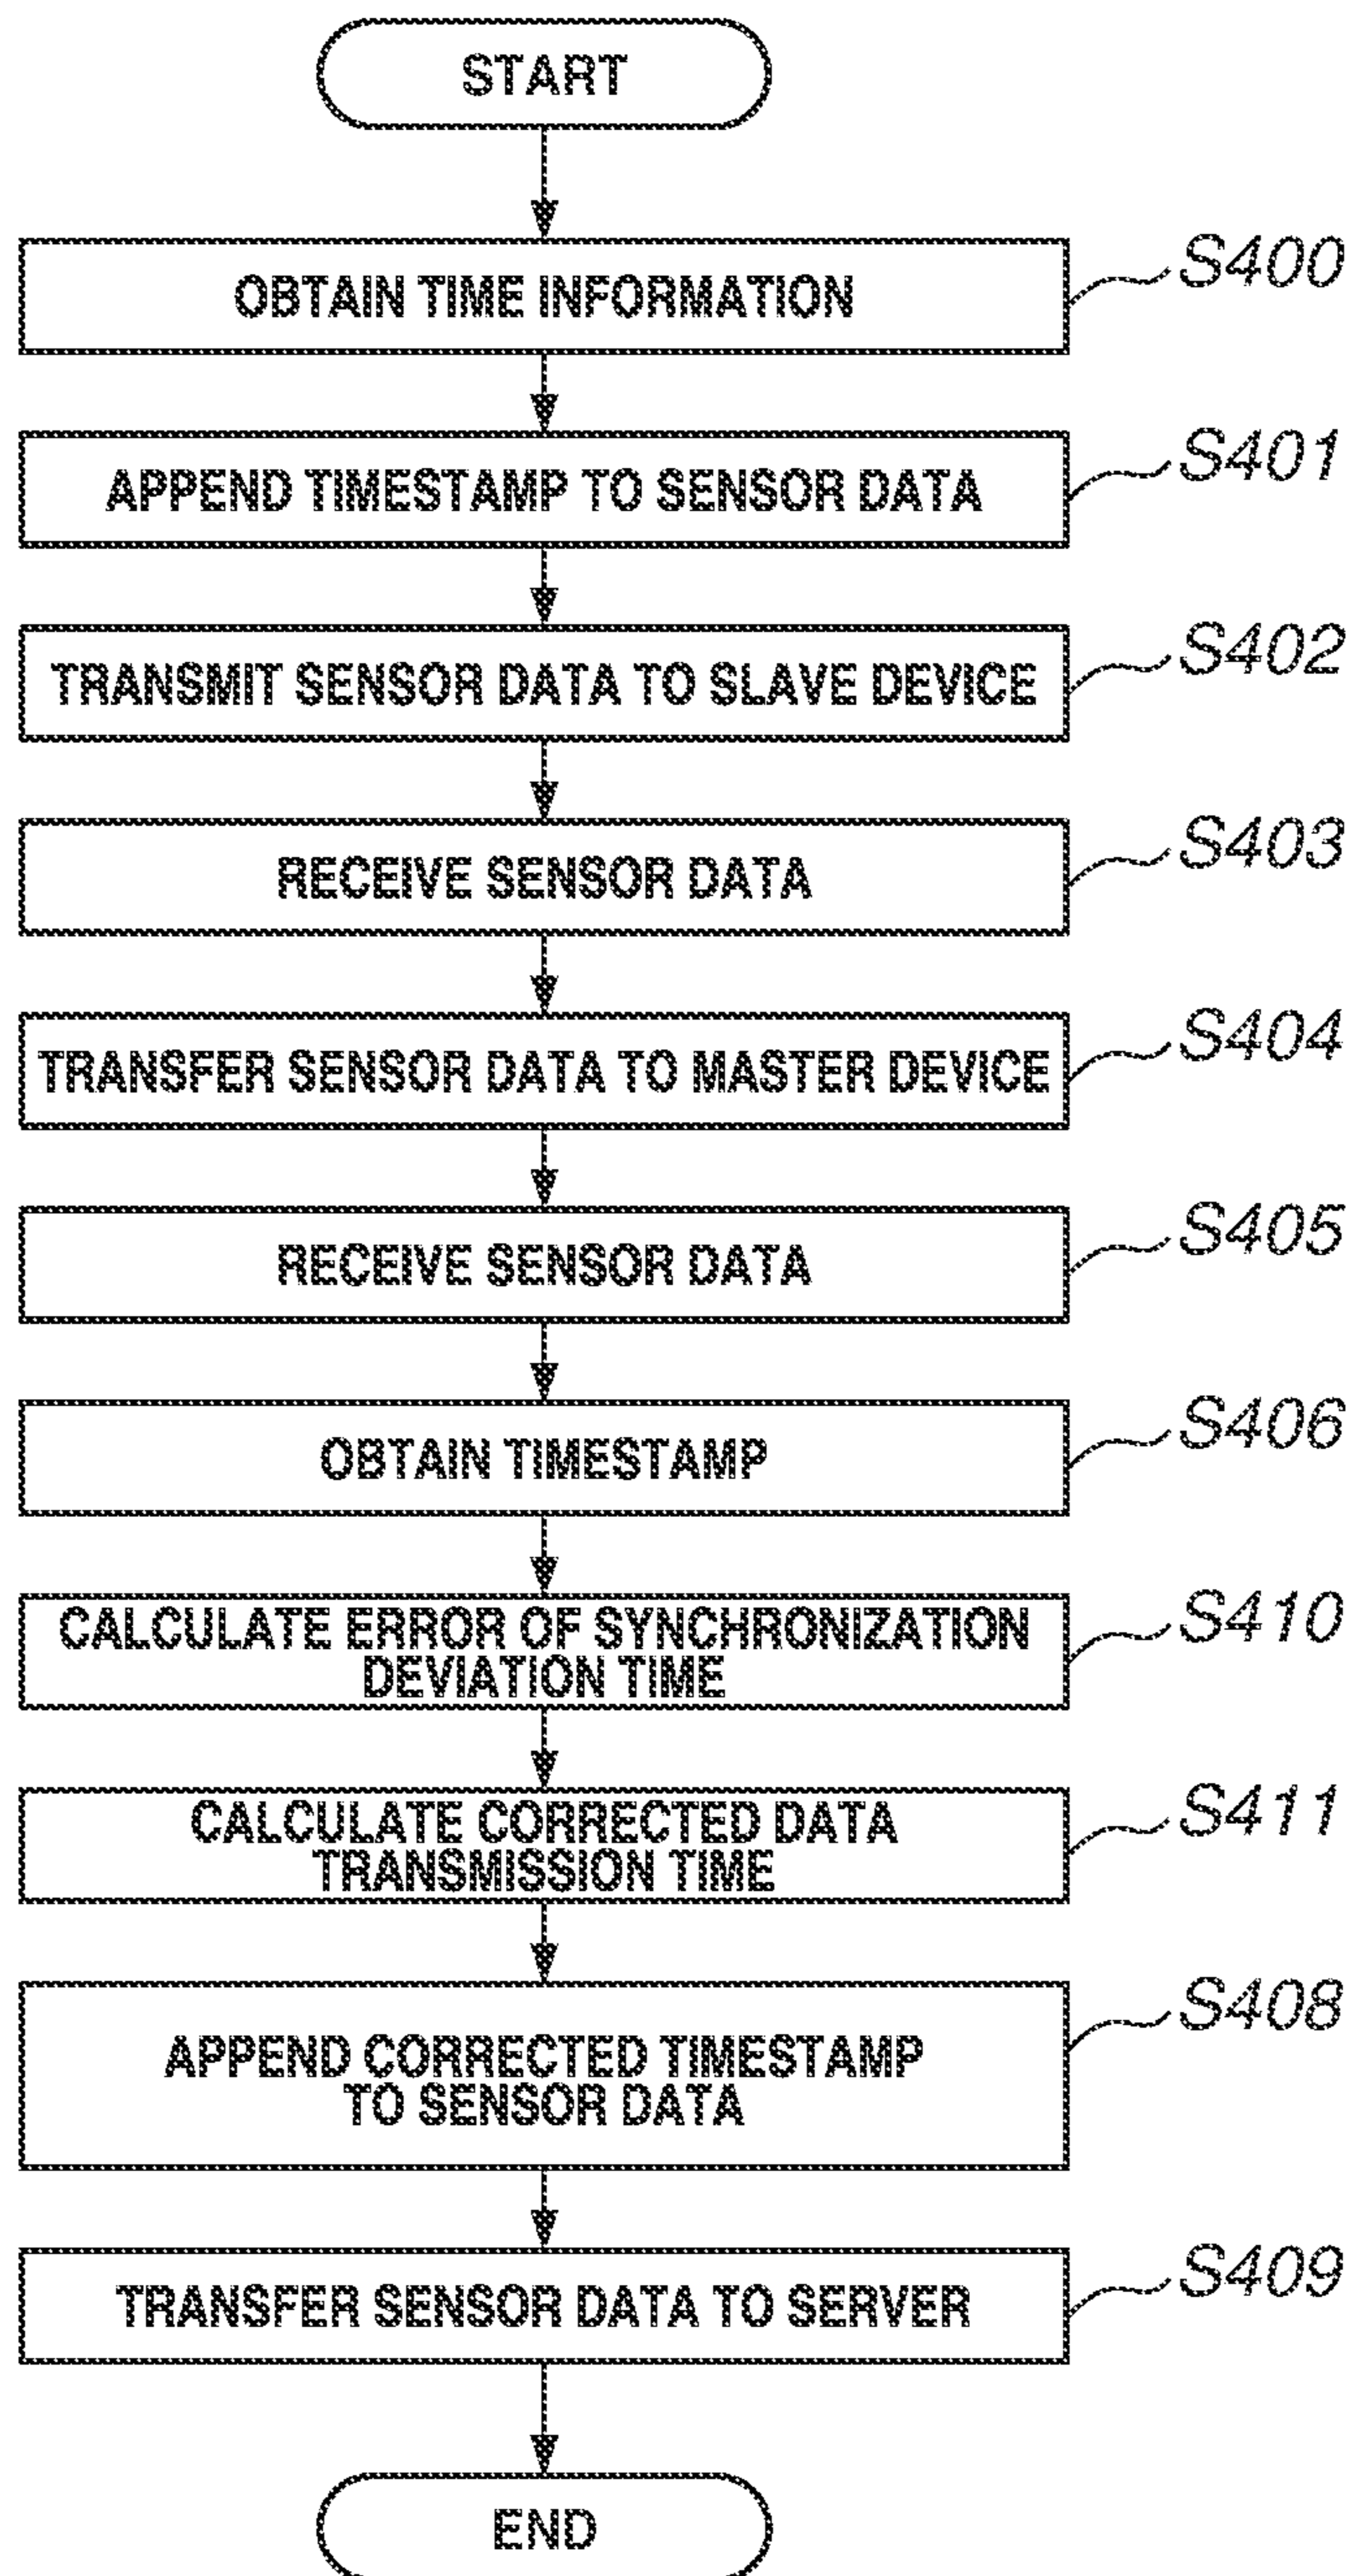 START
OBTAIN TIME INFORMATION
S400
APPEND TIMESTAMP TO SENSOR DATA
S401
TRANSMIT SENSOR DATA TO SLAVE DEVICE
S402
RECEIVE SENSOR DATA
S403
TRANSFER SENSOR DATA TO MASTER DEVICE
S404
RECEIVE SENSOR DATA
S405
OBTAIN TIMESTAMP
S406
CALCULATE ERROR OF SYNCHRONIZATION
DEVIATION TIME
S410
CALCULATE CORRECTED DATA
TRANSMISSION TIME
S411
APPEND CORRECTED TIMESTAMP
TO SENSOR DATA
S408
TRANSFER SENSOR DATA TO SERVER
S409
END